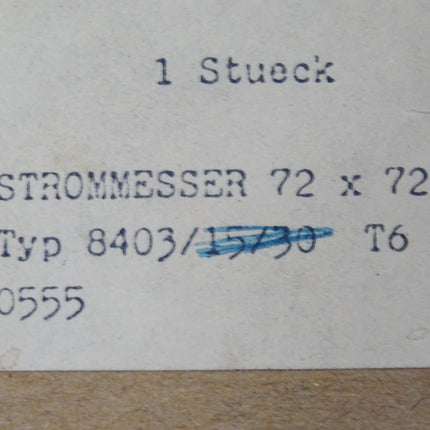 1 Stueck
STROMMESSER 72 x 72
Typ 8403/15/30 T6
0555